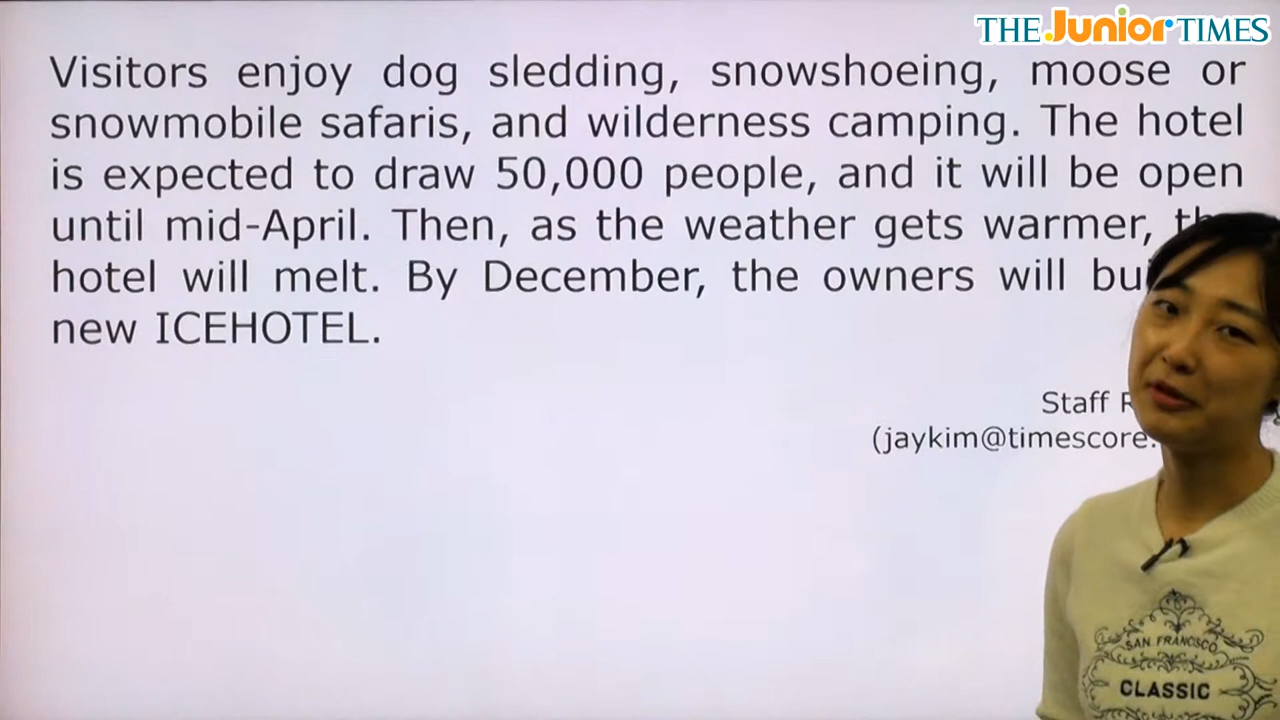 THE Junior TIMES
Visitors enjoy dog sledding, snowshoeing, moose or
snowmobile safaris, and wilderness camping. The hotel
is expected to draw 50,000 people, and it will be open
until mid-April. Then, as the weather gets warmer,
hotel will melt. By December, the owners will
new ICEHOTEL.
Staff
(jaykim@timescore.
SAN FRANCISCO
CLASSIC